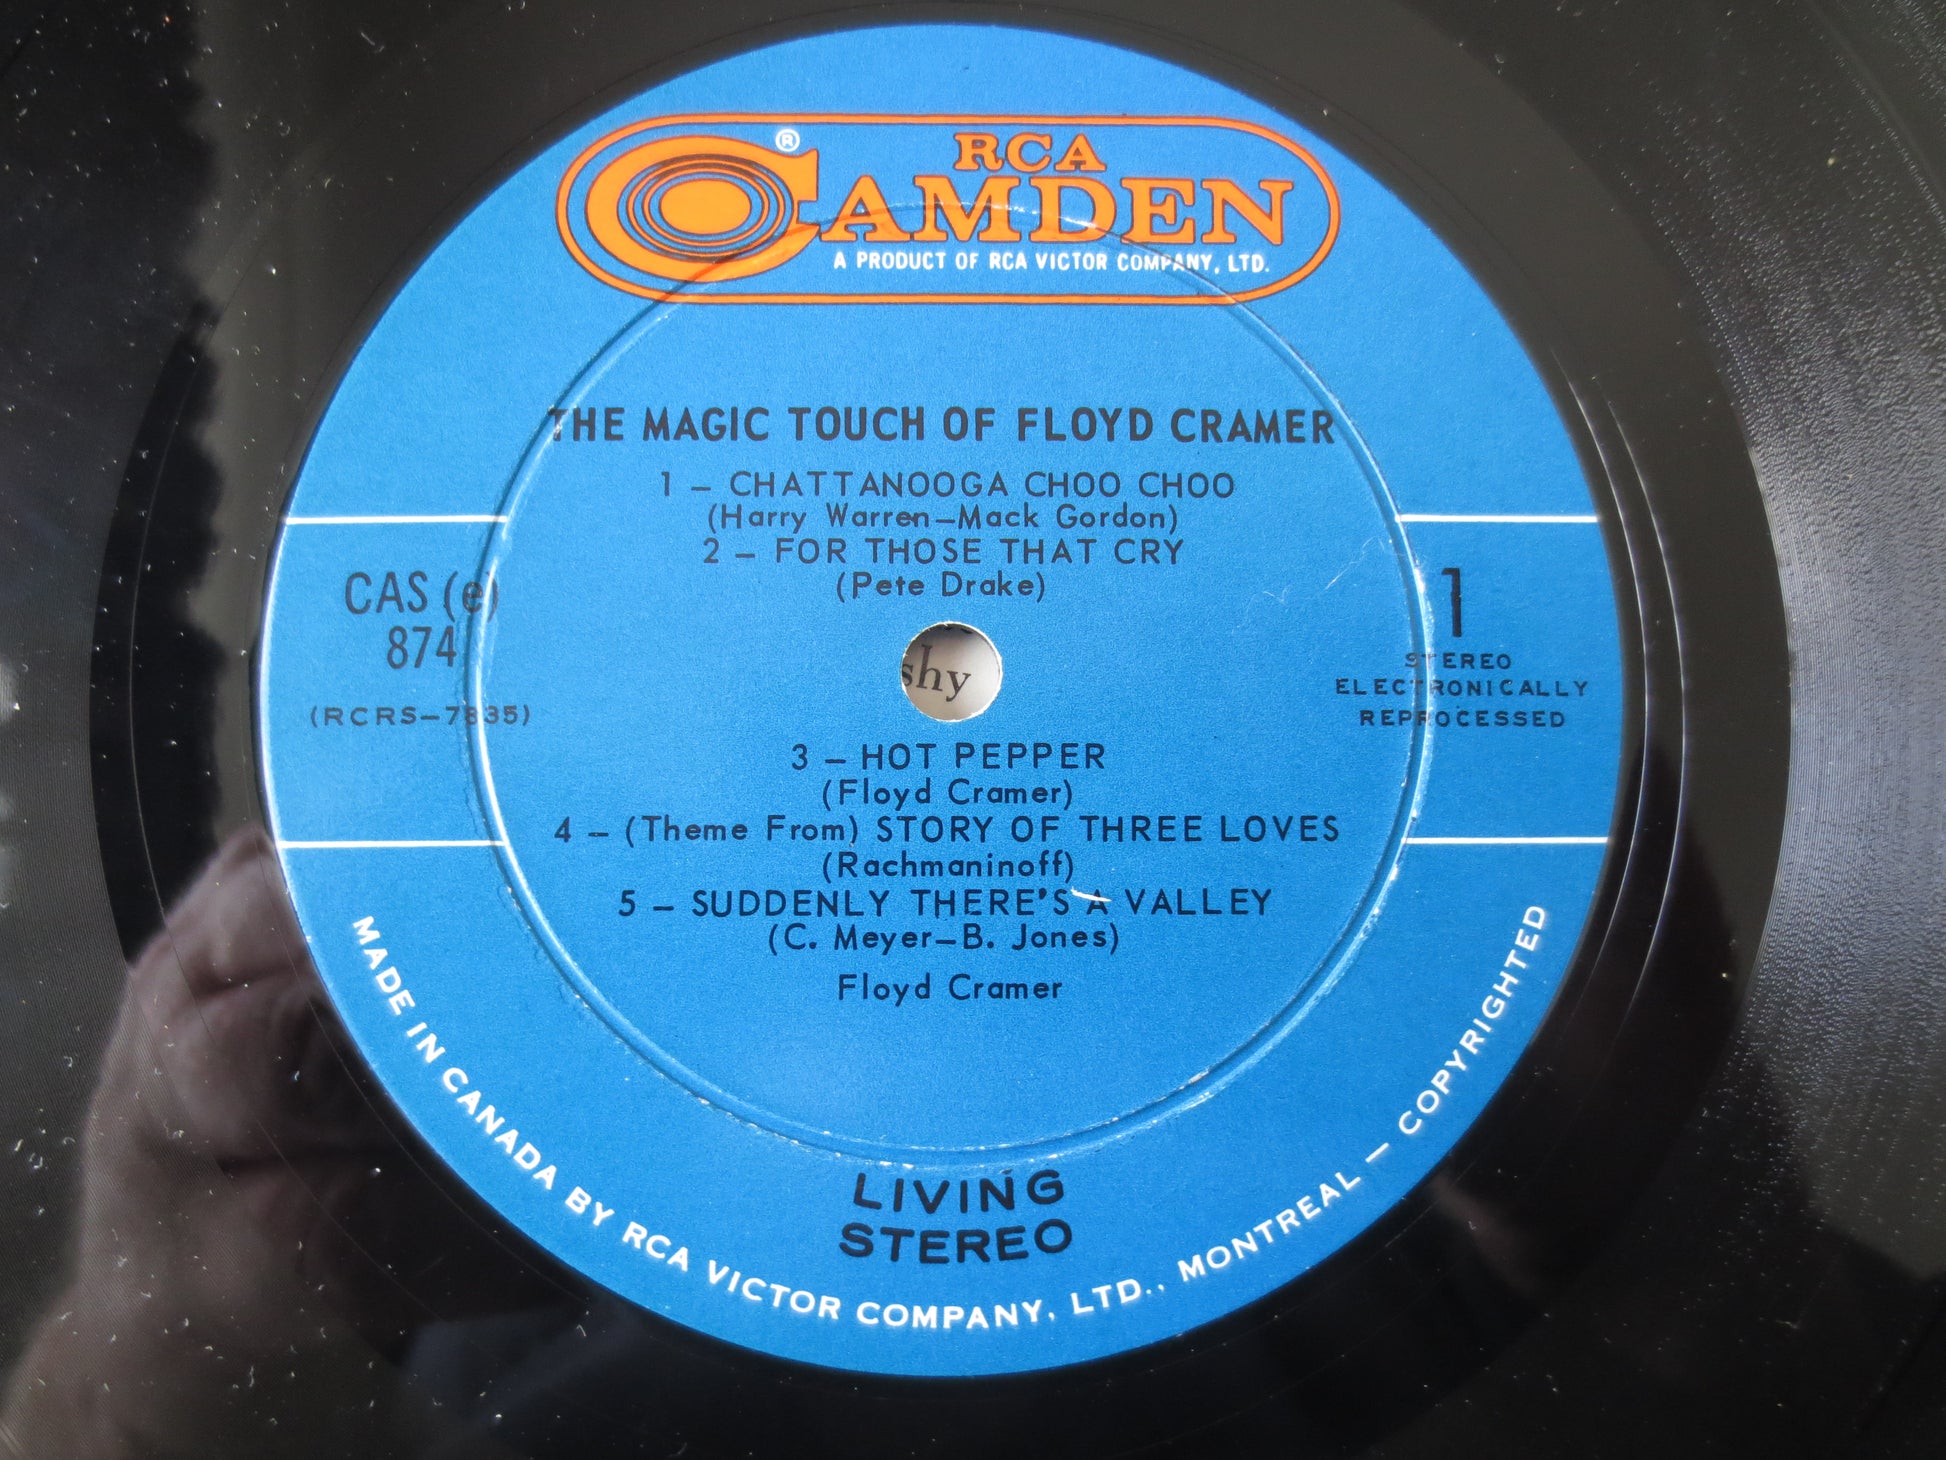 ®
RCA
CAMDEN
A PRODUCT OF RCA VICTOR COMPANY, LTD.
THE MAGIC TOUCH OF FLOYD CRAMER
1 – CHATTANOOGA CHOO CHOO
(Harry Warren–Mack Gordon)
2 – FOR THOSE THAT CRY
(Pete Drake)
CAS (e)
874
(RCRS–7835)
1
STEREO
ELECTRONICALLY
REPROCESSED
shy
3 – HOT PEPPER
(Floyd Cramer)
4 – (Theme From) STORY OF THREE LOVES
(Rachmaninoff)
5 – SUDDENLY THERE'S A VALLEY
(C. Meyer–B. Jones)
Floyd Cramer
LIVING
STEREO
MADE IN CANADA BY RCA VICTOR COMPANY, LTD., MONTREAL – COPYRIGHTED